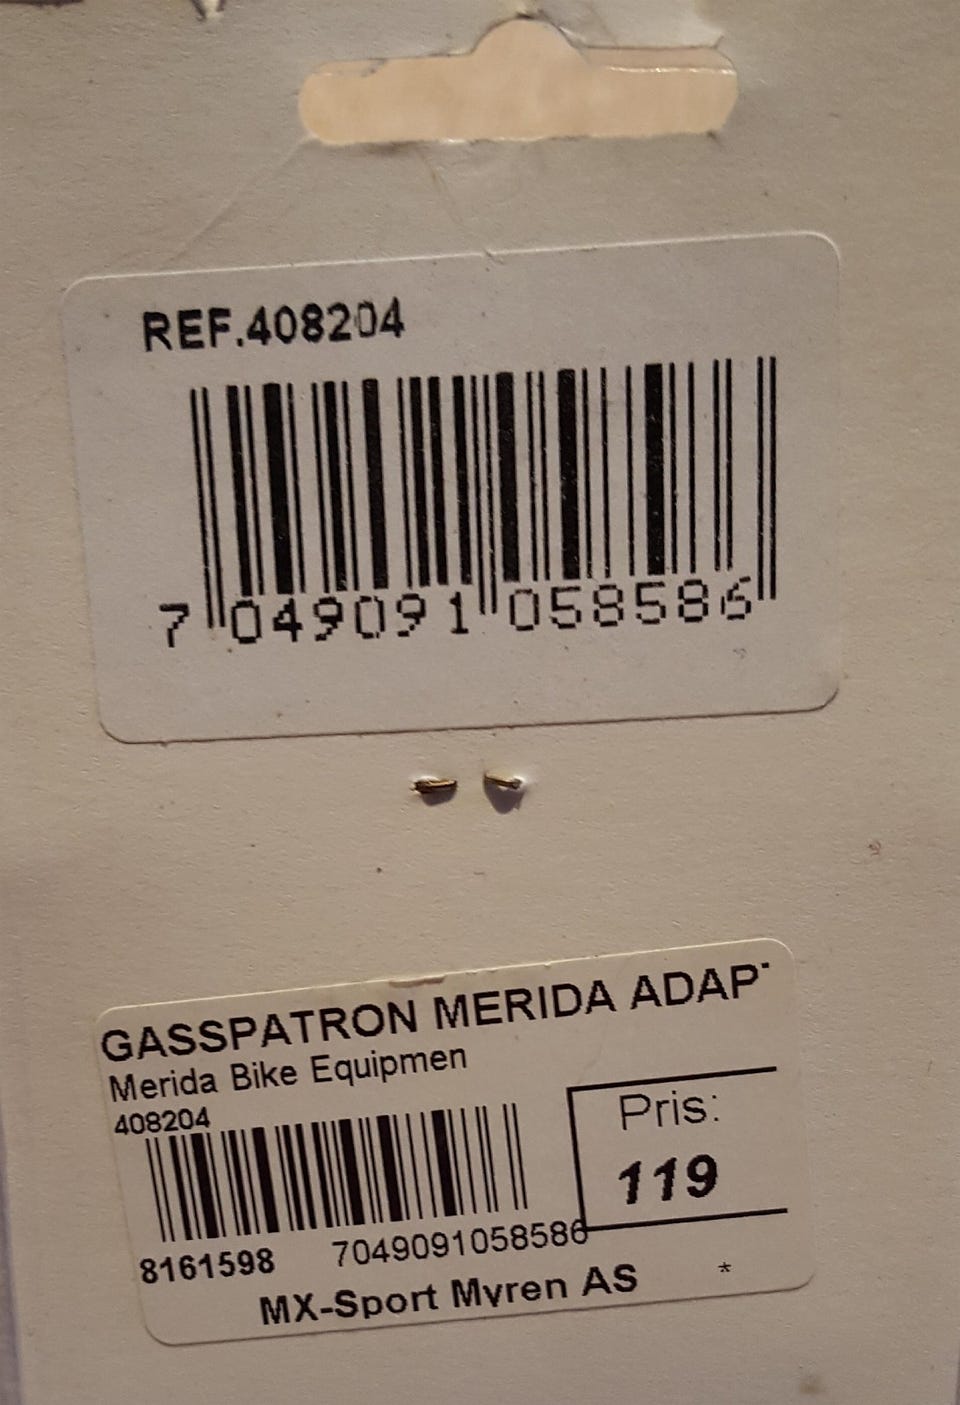 REF.408204
7 049091 058586
GASSPATRON MERIDA ADAP
Merida Bike Equipmen
408204
Pris:
119
8161598 7049091058586
MX-Sport Myren AS *